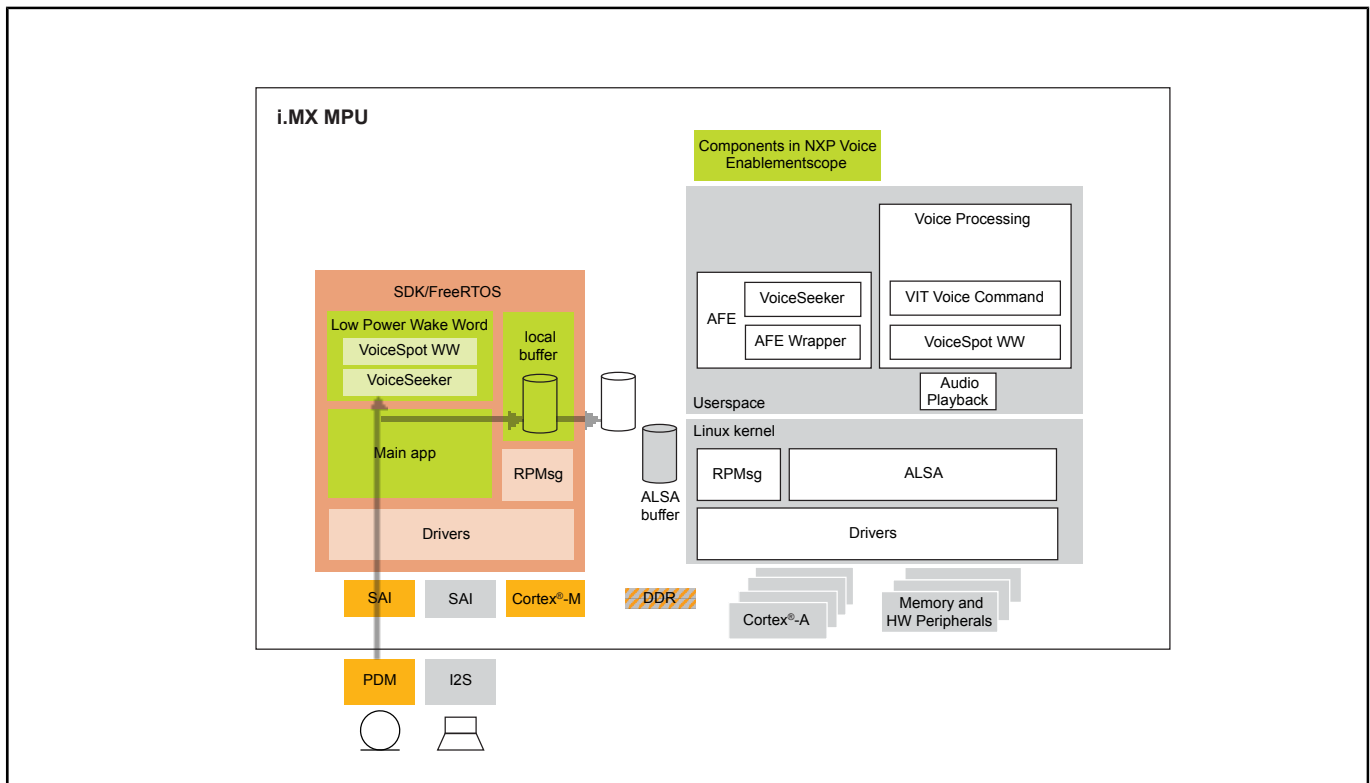 i.MX MPU
Components in NXP Voice
Enablementscope
Voice Processing
SDK/FreeRTOS
Low Power Wake Word
VoiceSpot WW
VoiceSeeker
local
buffer
Main app
RPMsg
Drivers
AFE
VoiceSeeker
AFE Wrapper
VIT Voice Command
VoiceSpot WW
Audio
Playback
Userspace
Linux kernel
RPMsg
ALSA
Drivers
ALSA
buffer
SAI
SAI
Cortex®-M
DDR
Cortex®-A
Memory and
HW Peripherals
PDM
I2S